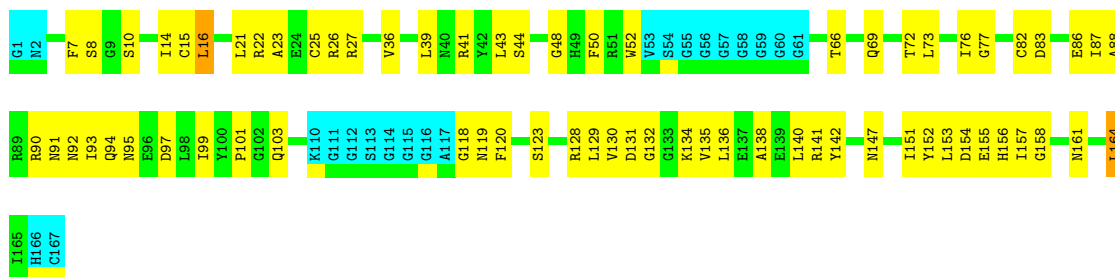 G1 N2 F7 S8 G9 S10 I14 C15 L16 L21 R22 A23 E24 C25 R26 R27 V36 L39 N40 R41 Y42 L43 S44 G48 H49 F50 R51 W52 V53 S54 G55 G56 G57 G58 G59 G60 G61 T66 Q69 T72 L73 I76 G77 C82 D83 E86 I87 A88
R89 R90 N91 N92 I93 Q94 N95 E96 D97 L98 I99 Y100 P101 G102 Q103 K110 G111 G112 S113 G114 G115 G116 A117 G118 N119 F120 S123 R128 L129 V130 D131 G132 G133 K134 V135 L136 E137 A138 E139 L140 R141 Y142 N147 I151 Y152 L153 D154 E155 H156 I157 G158 N161 L164
I165 H166 C167